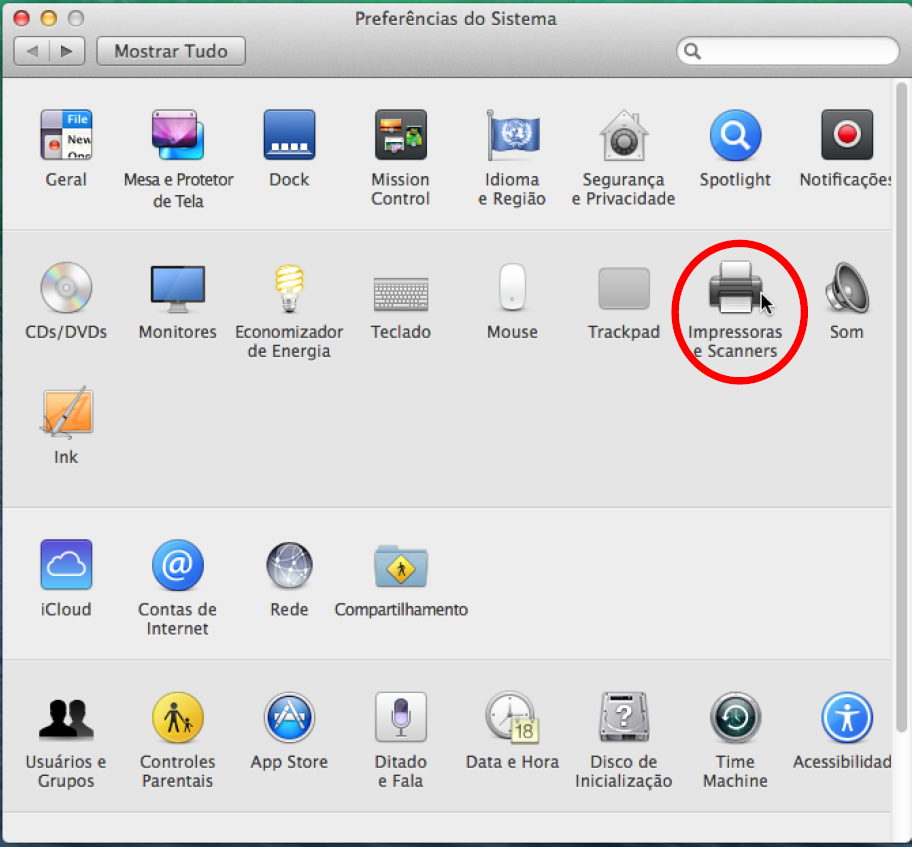 Preferências do Sistema
Mostrar Tudo
File
New
Geral
Mesa e Protetor
de Tela
Dock
Mission
Control
Idioma
e Região
Segurança
e Privacidade
Spotlight
Notificações
CDs/DVDs
Monitores
Economizador
de Energia
Teclado
Mouse
Trackpad
Impressoras
e Scanners
Som
Ink
iCloud
@
Contas de
Internet
Rede
Compartilhamento
Usuários e
Grupos
Controles
Parentais
App Store
Ditado
e Fala
18
Data e Hora
?
Disco de
Inicialização
Time
Machine
Acessibilidad